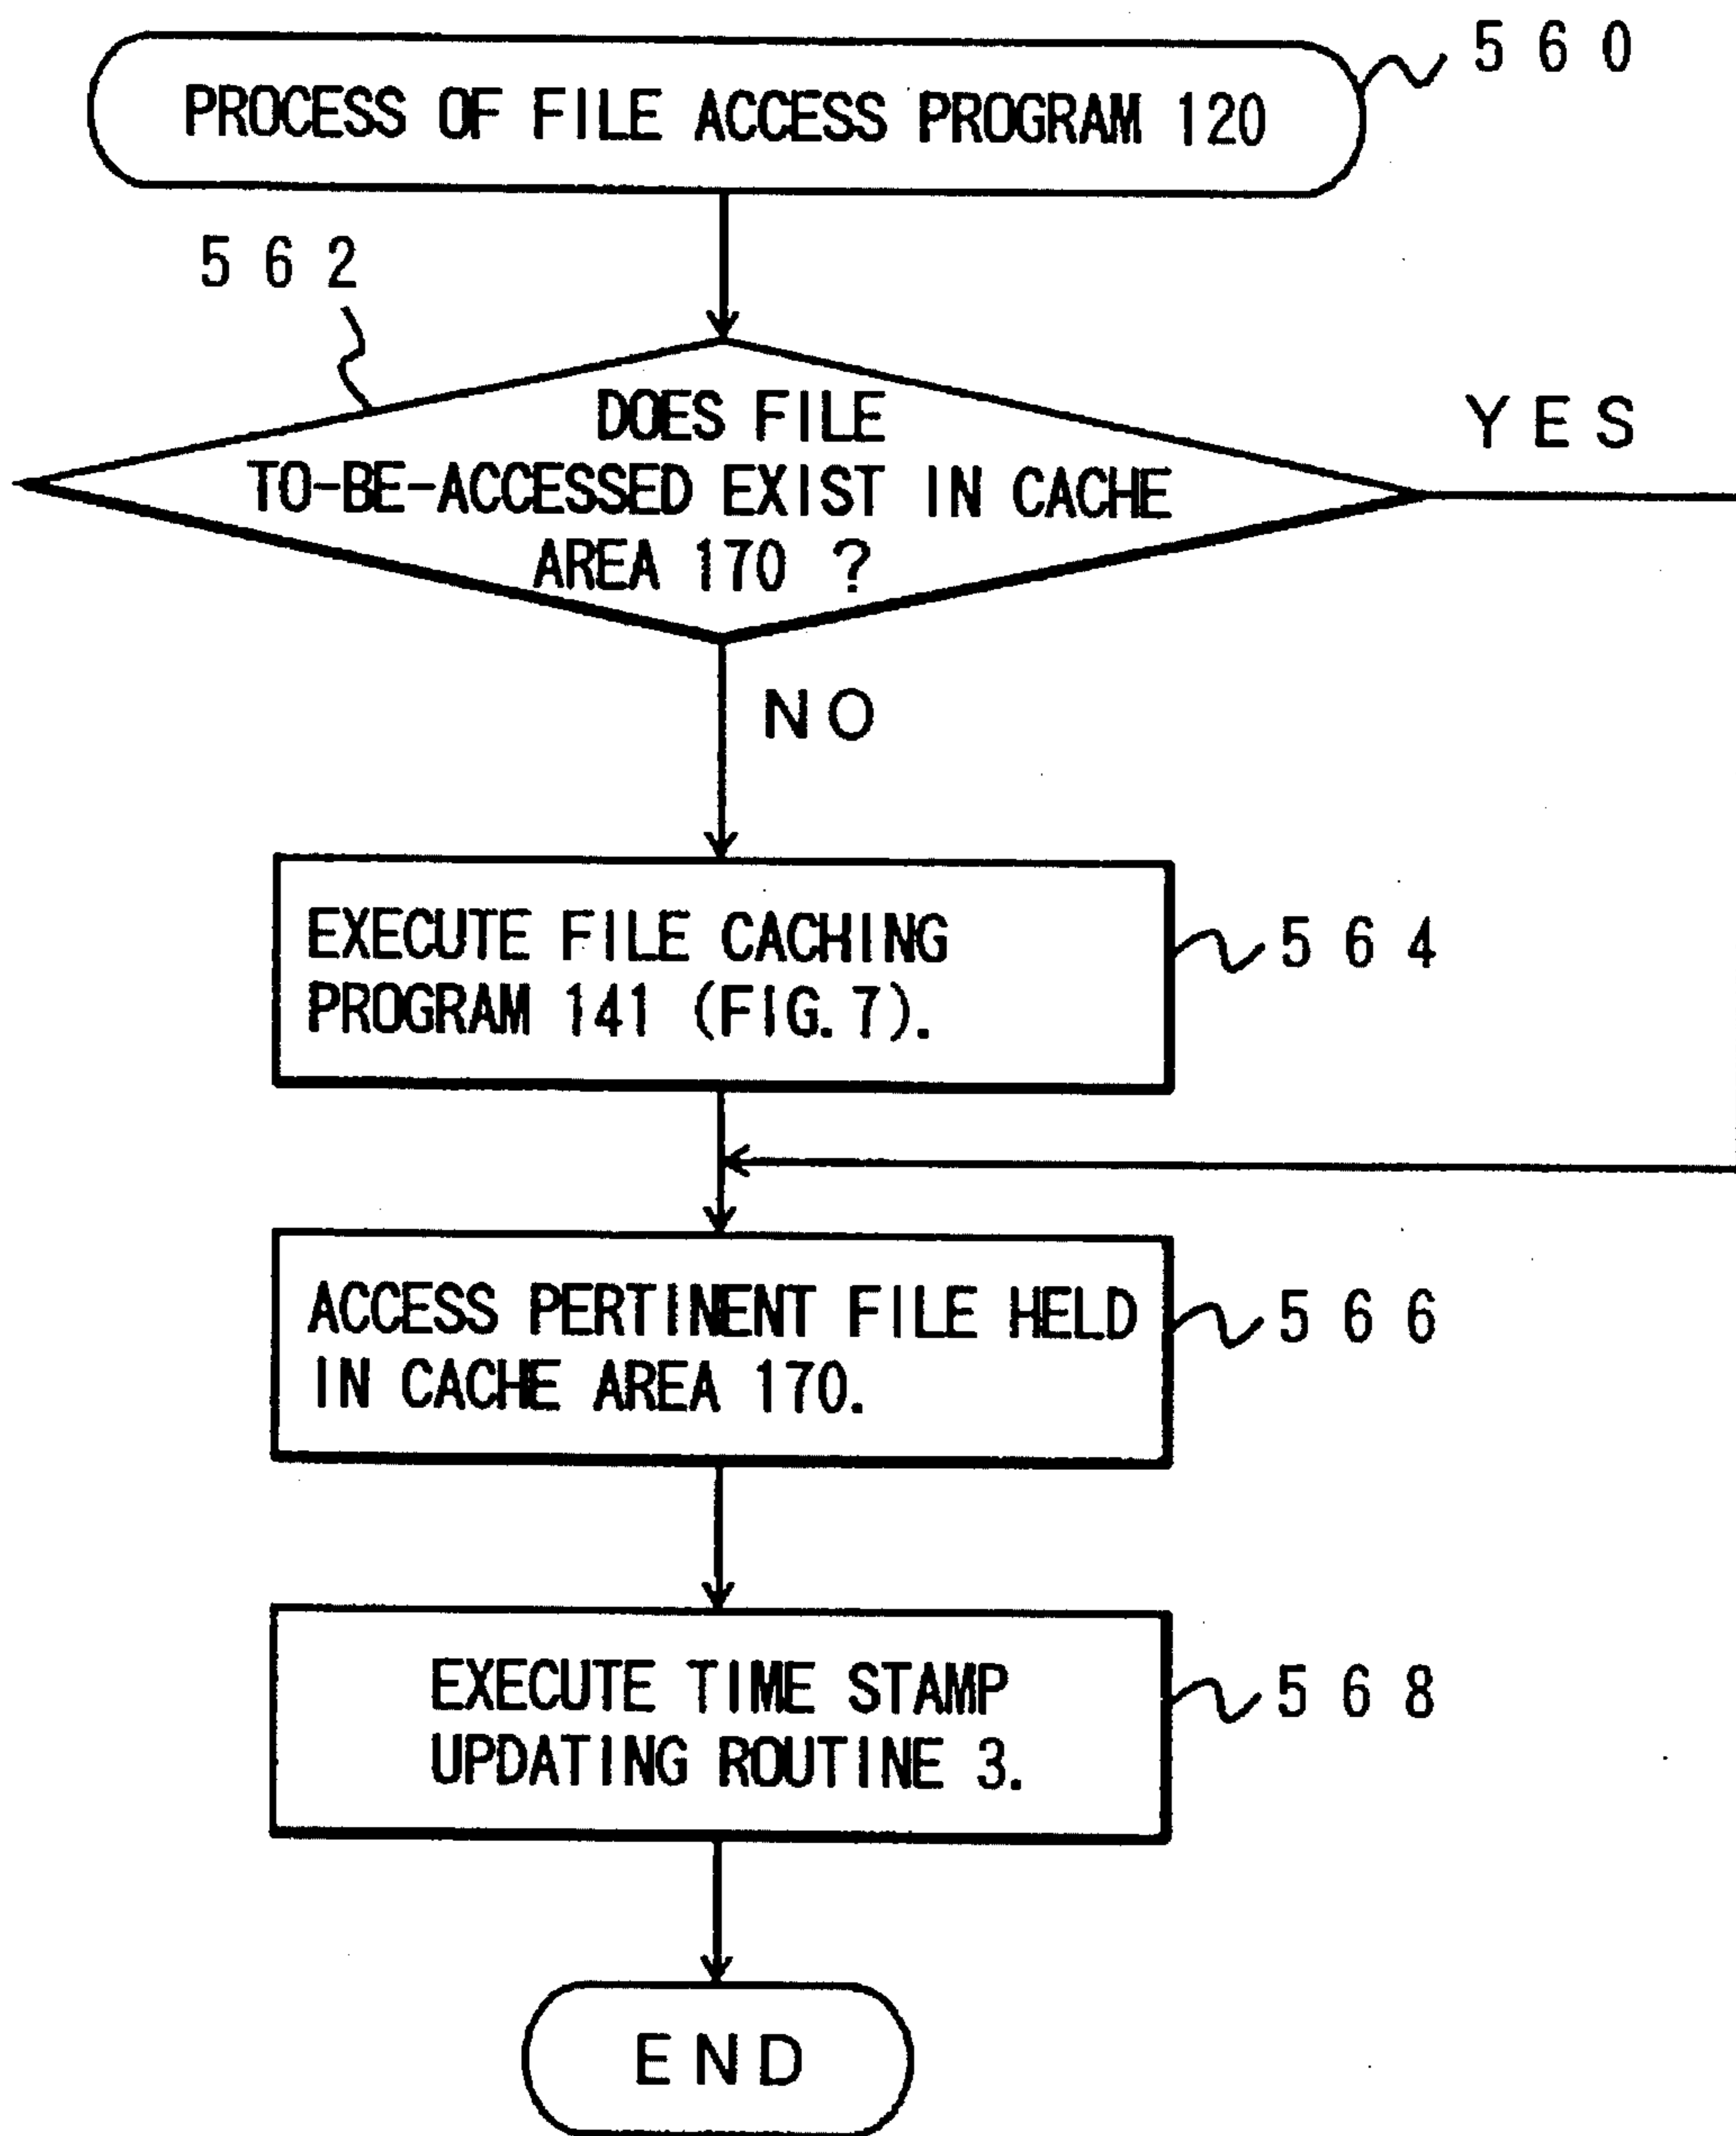 PROCESS OF FILE ACCESS PROGRAM 120
560
562
DOES FILE
TO-BE-ACCESSED EXIST IN CACHE
AREA 170 ?
YES
NO
EXECUTE FILE CACHING
PROGRAM 141 (FIG. 7).
564
ACCESS PERTINENT FILE HELD
IN CACHE AREA 170.
566
EXECUTE TIME STAMP
UPDATING ROUTINE 3.
568
END